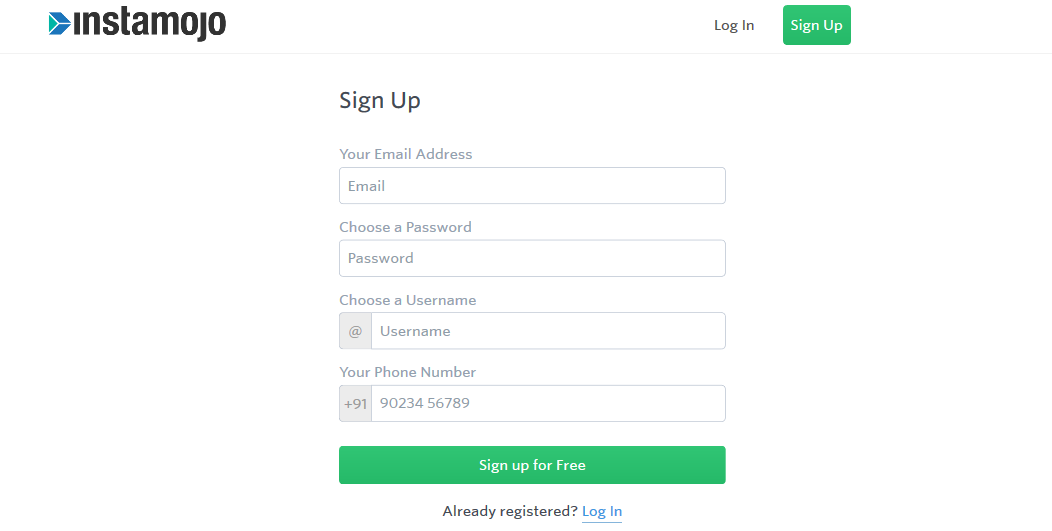 instamojo
Log In
Sign Up
Sign Up
Your Email Address
Email
Choose a Password
Password
Choose a Username
@ Username
Your Phone Number
+91 90234 56789
Sign up for Free
Already registered? Log In